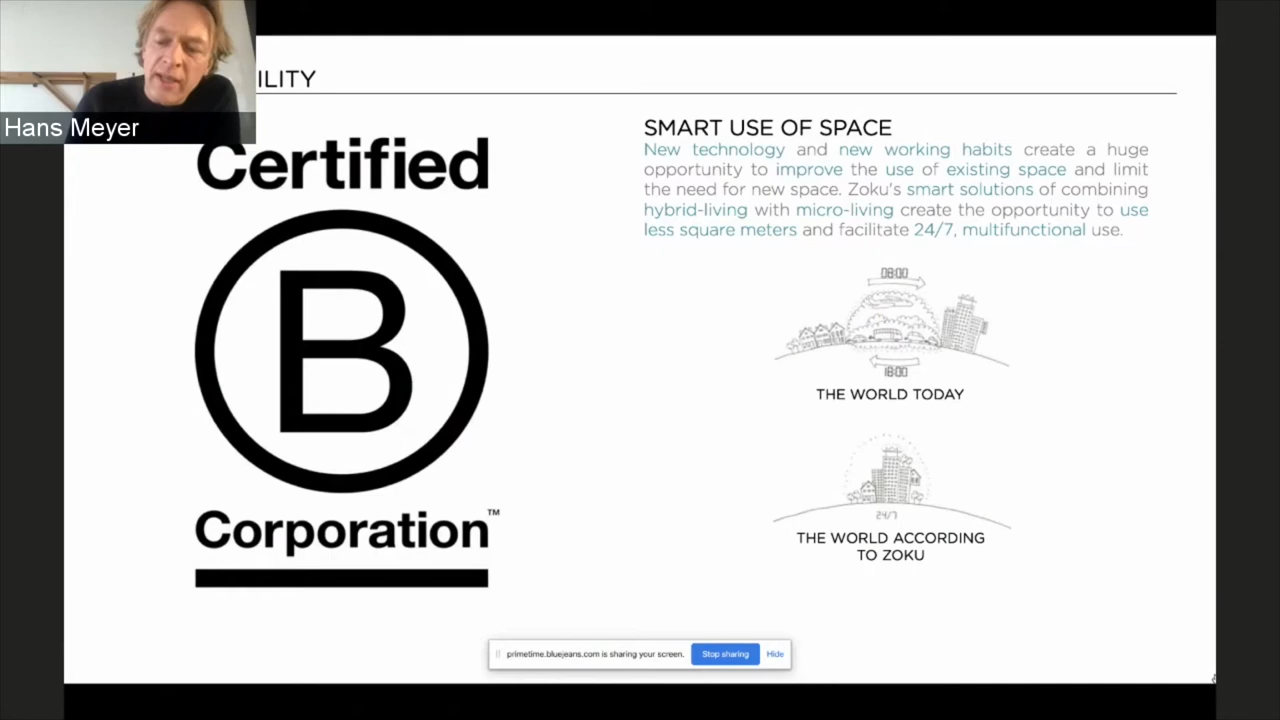 Hans Meyer
ILITY
Certified
B
Corporation™
SMART USE OF SPACE
New technology and new working habits create a huge
opportunity to improve the use of existing space and limit
the need for new space. Zoku's smart solutions of combining
hybrid-living with micro-living create the opportunity to use
less square meters and facilitate 24/7, multifunctional use.
08:00
18:00
THE WORLD TODAY
24/7
THE WORLD ACCORDING
TO ZOKU
primetime.bluejeans.com is sharing your screen.
Stop sharing
Hide